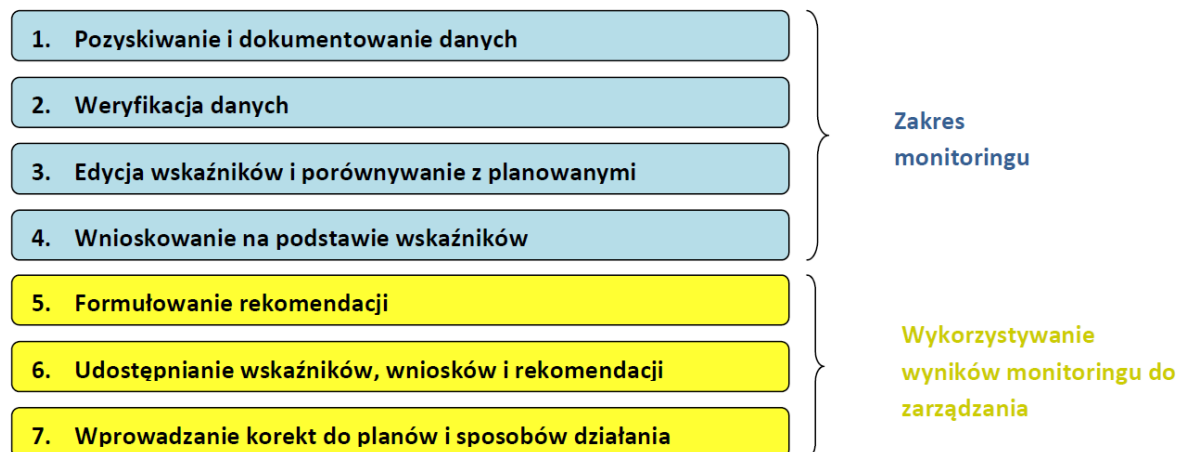 1. Pozyskiwanie i dokumentowanie danych
2. Weryfikacja danych
3. Edycja wskaźników i porównywanie z planowanymi
4. Wnioskowanie na podstawie wskaźników
Zakres
monitoringu
5. Formułowanie rekomendacji
6. Udostępnianie wskaźników, wniosków i rekomendacji
7. Wprowadzanie korekt do planów i sposobów działania
Wykorzystywanie
wyników monitoringu do
zarządzania